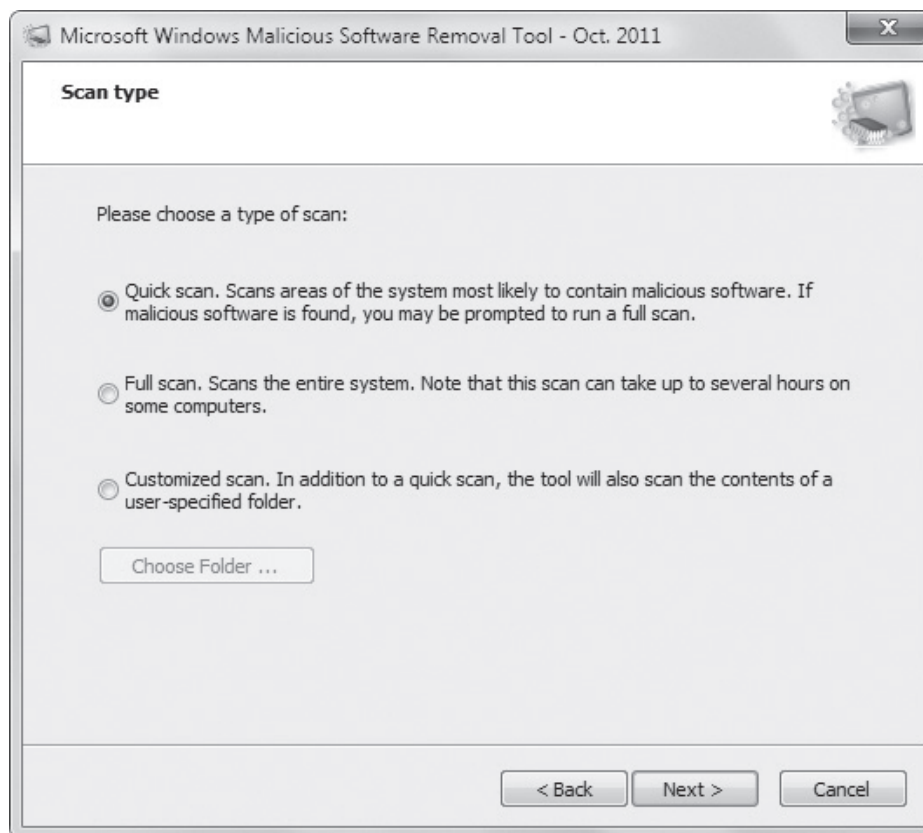 Microsoft Windows Malicious Software Removal Tool - Oct. 2011
Scan type
Please choose a type of scan:
Quick scan. Scans areas of the system most likely to contain malicious software. If
malicious software is found, you may be prompted to run a full scan.
Full scan. Scans the entire system. Note that this scan can take up to several hours on
some computers.
Customized scan. In addition to a quick scan, the tool will also scan the contents of a
user-specified folder.
Choose Folder ...
< Back Next > Cancel